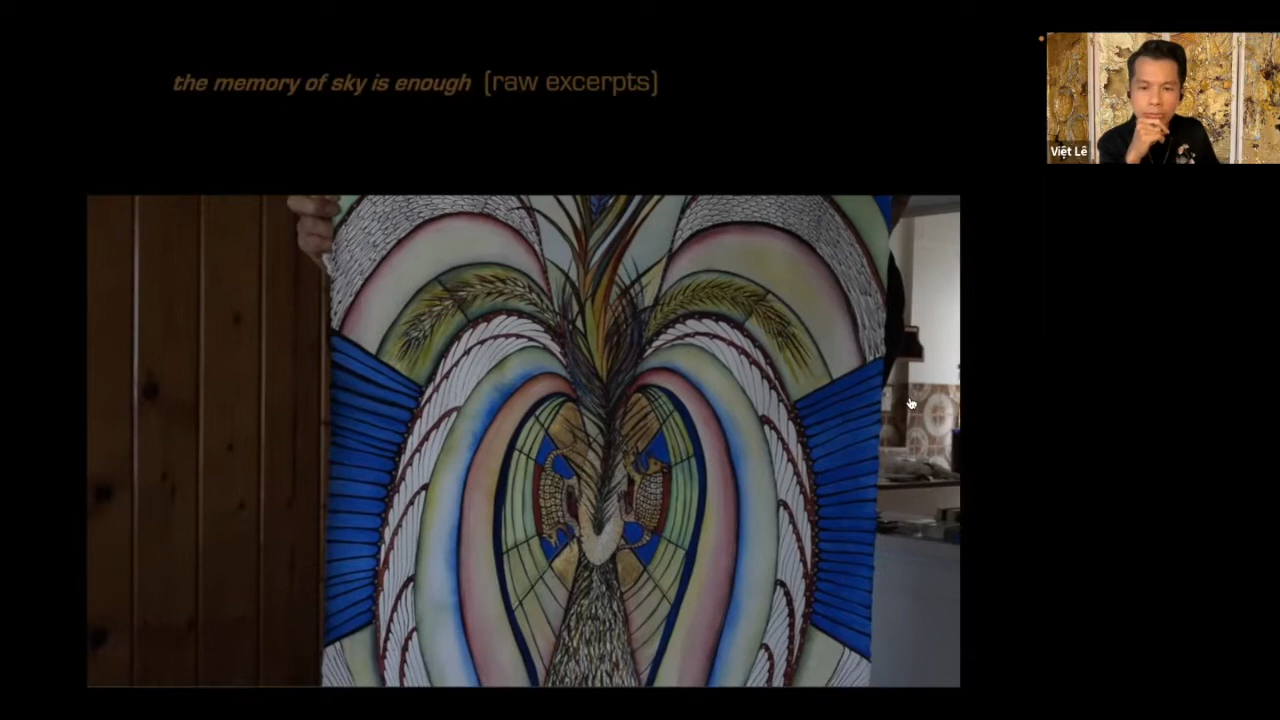 the memory of sky is enough (raw excerpts)
Việt Lê